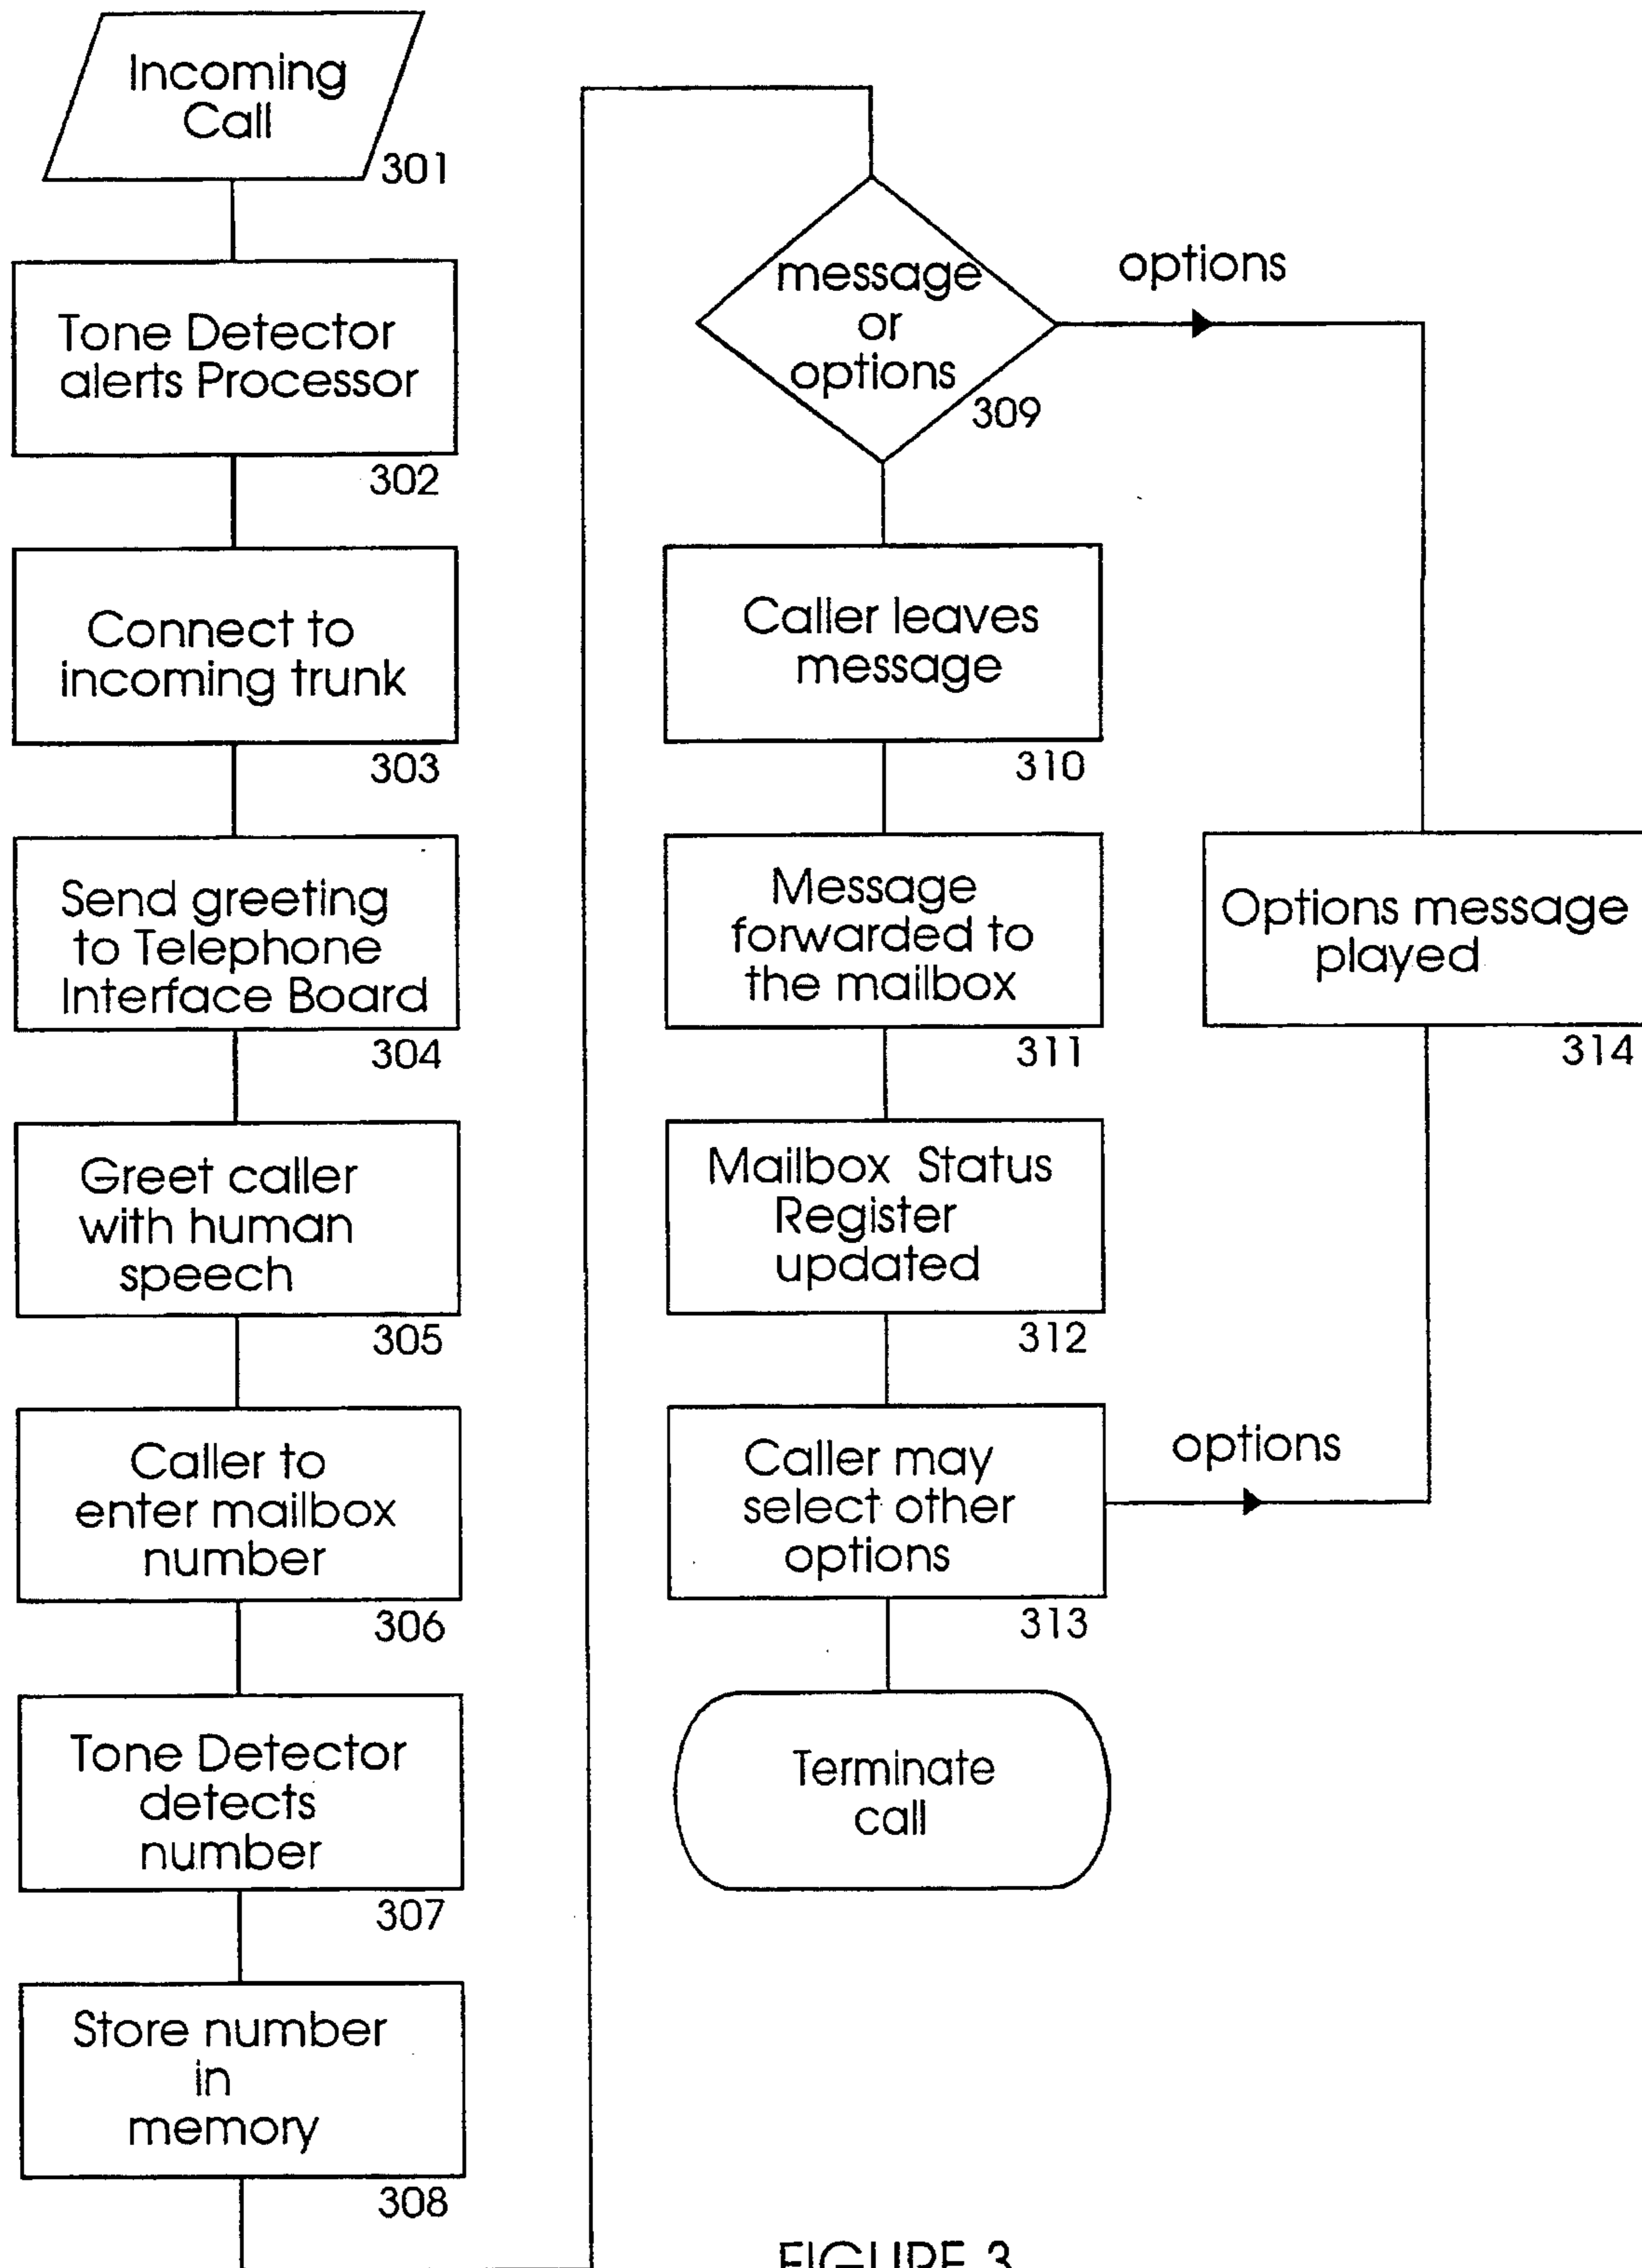 Incoming
Call
301
Tone Detector
alerts Processor
302
Connect to
incoming trunk
303
Send greeting
to Telephone
Interface Board
304
Greet caller
with human
speech
305
Caller to
enter mailbox
number
306
Tone Detector
detects
number
307
Store number
in
memory
308
message
or
options
309
options
Caller leaves
message
310
Message
forwarded to
the mailbox
311
Mailbox Status
Register
updated
312
Caller may
select other
options
313
options
Options message
played
314
Terminate
call
FIGURE 3